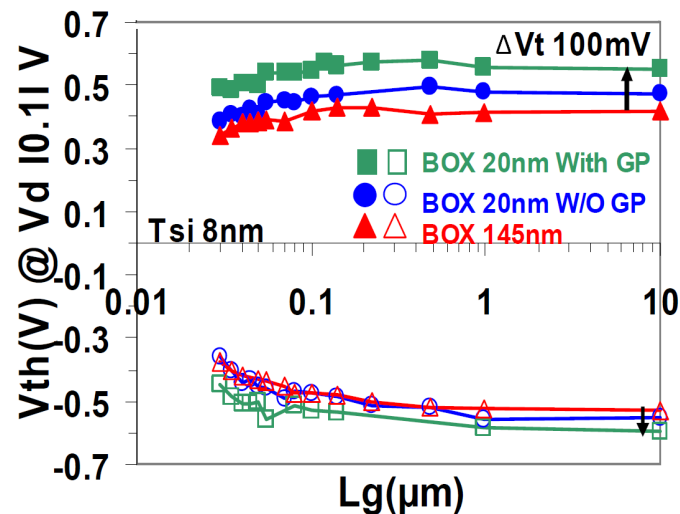 0.7
ΔVt 100mV
0.5
0.3
BOX 20nm With GP
BOX 20nm W/O GP
0.1
Tsi 8nm
BOX 145nm
-0.1
0.01
0.1
1
10
-0.3
-0.5
-0.7
Vth(V) @ Vd I0.1I V
Lg(µm)